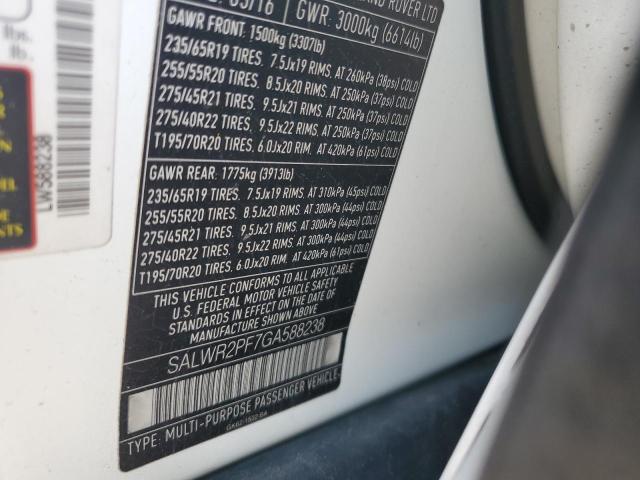 03/16
ROVER LTD
GWR: 3000kg (6614lb)
GAWR FRONT: 1500kg (3307lb)
235/65R19 TIRES. 7.5Jx19 RIMS, AT 260kPa (38psi) COLD
255/55R20 TIRES. 8.5Jx20 RIMS, AT 250kPa (37psi) COLD
275/45R21 TIRES. 9.5Jx21 RIMS, AT 250kPa (37psi) COLD
275/40R22 TIRES. 9.5Jx22 RIMS, AT 250kPa (37psi) COLD
T195/70R20 TIRES. 6.0Jx20 RIMS, AT 420kPa (61psi) COLD
GAWR REAR: 1775kg (3913lb)
235/65R19 TIRES. 7.5Jx19 RIMS, AT 310kPa (45psi) COLD
255/55R20 TIRES. 8.5Jx20 RIMS, AT 300kPa (44psi) COLD
275/45R21 TIRES. 9.5Jx21 RIMS, AT 300kPa (44psi) COLD
275/40R22 TIRES. 9.5Jx22 RIMS, AT 300kPa (44psi) COLD
T195/70R20 TIRES. 6.0Jx20 RIMS, AT 420kPa (61psi) COLD
THIS VEHICLE CONFORMS TO ALL APPLICABLE
U.S. FEDERAL MOTOR VEHICLE SAFETY
STANDARDS IN EFFECT ON THE DATE OF
MANUFACTURE SHOWN ABOVE.
SALWR2PF7GA588238
TYPE: MULTI-PURPOSE PASSENGER VEHICLE
lbs.
lb.
LW588238